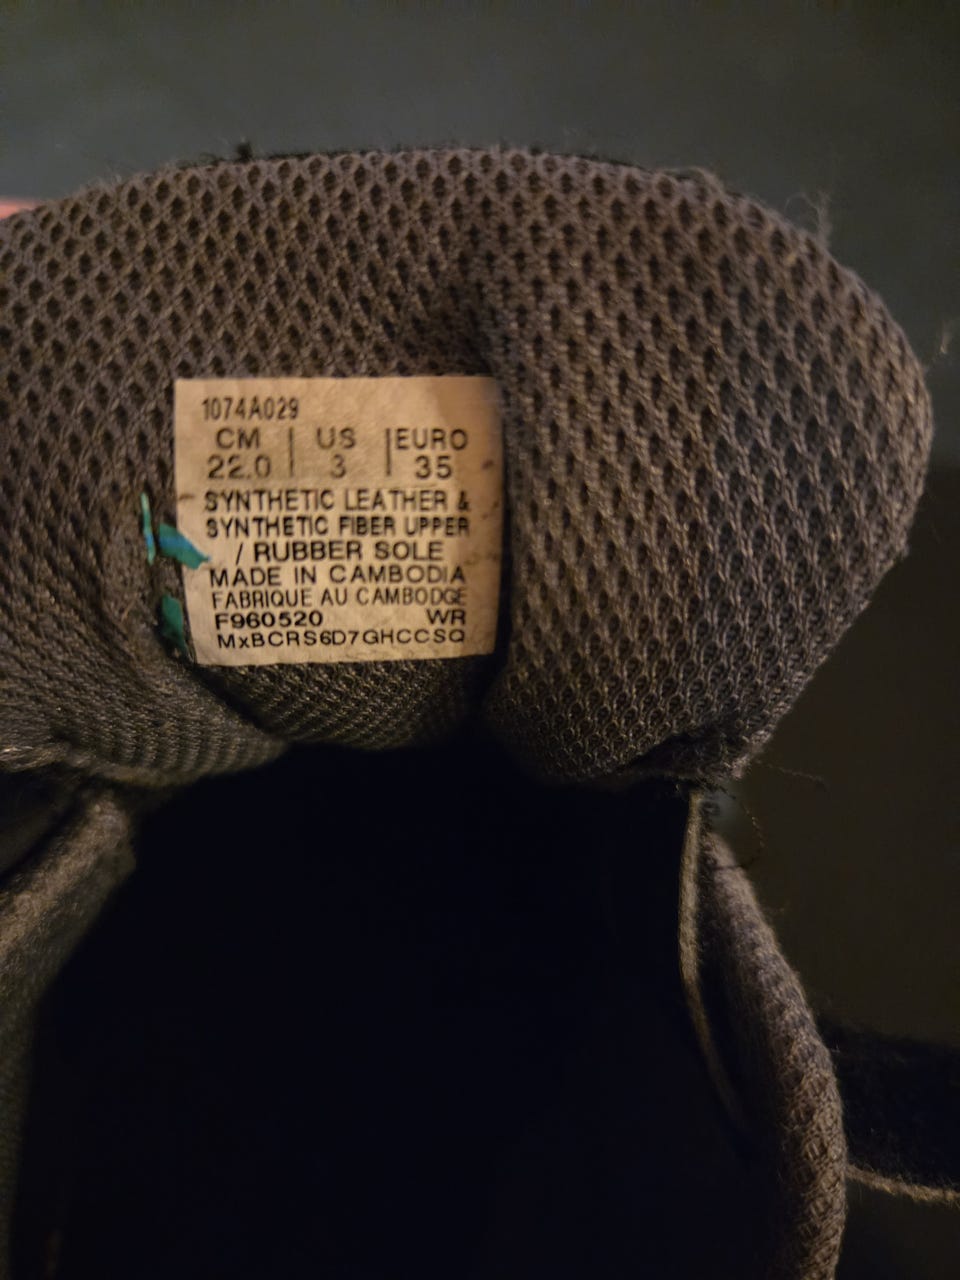 1074A029
CM | US | EURO
22.0 | 3 | 35
SYNTHETIC LEATHER &
SYNTHETIC FIBER UPPER
/ RUBBER SOLE
MADE IN CAMBODIA
FABRIQUE AU CAMBODGE
F960520 WR
MxBCRS6D7GHCCSQ